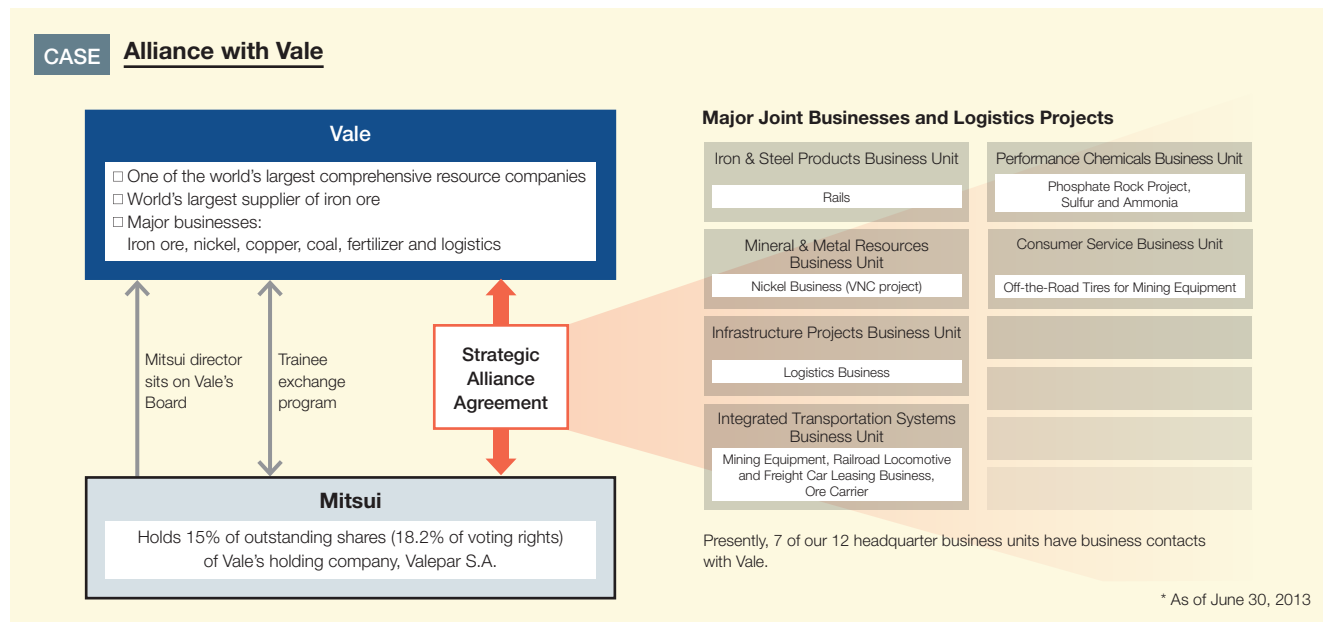 CASE
Alliance with Vale
Vale
□ One of the world's largest comprehensive resource companies
□ World's largest supplier of iron ore
□ Major businesses:
Iron ore, nickel, copper, coal, fertilizer and logistics
Mitsui director
sits on Vale's
Board
Trainee
exchange
program
Strategic
Alliance
Agreement
Mitsui
Holds 15% of outstanding shares (18.2% of voting rights)
of Vale's holding company, Valepar S.A.
Major Joint Businesses and Logistics Projects
Iron & Steel Products Business Unit
Rails
Mineral & Metal Resources
Business Unit
Nickel Business (VNC project)
Infrastructure Projects Business Unit
Logistics Business
Integrated Transportation Systems
Business Unit
Mining Equipment, Railroad Locomotive
and Freight Car Leasing Business,
Ore Carrier
Performance Chemicals Business Unit
Phosphate Rock Project,
Sulfur and Ammonia
Consumer Service Business Unit
Off-the-Road Tires for Mining Equipment
Presently, 7 of our 12 headquarter business units have business contacts
with Vale.
* As of June 30, 2013